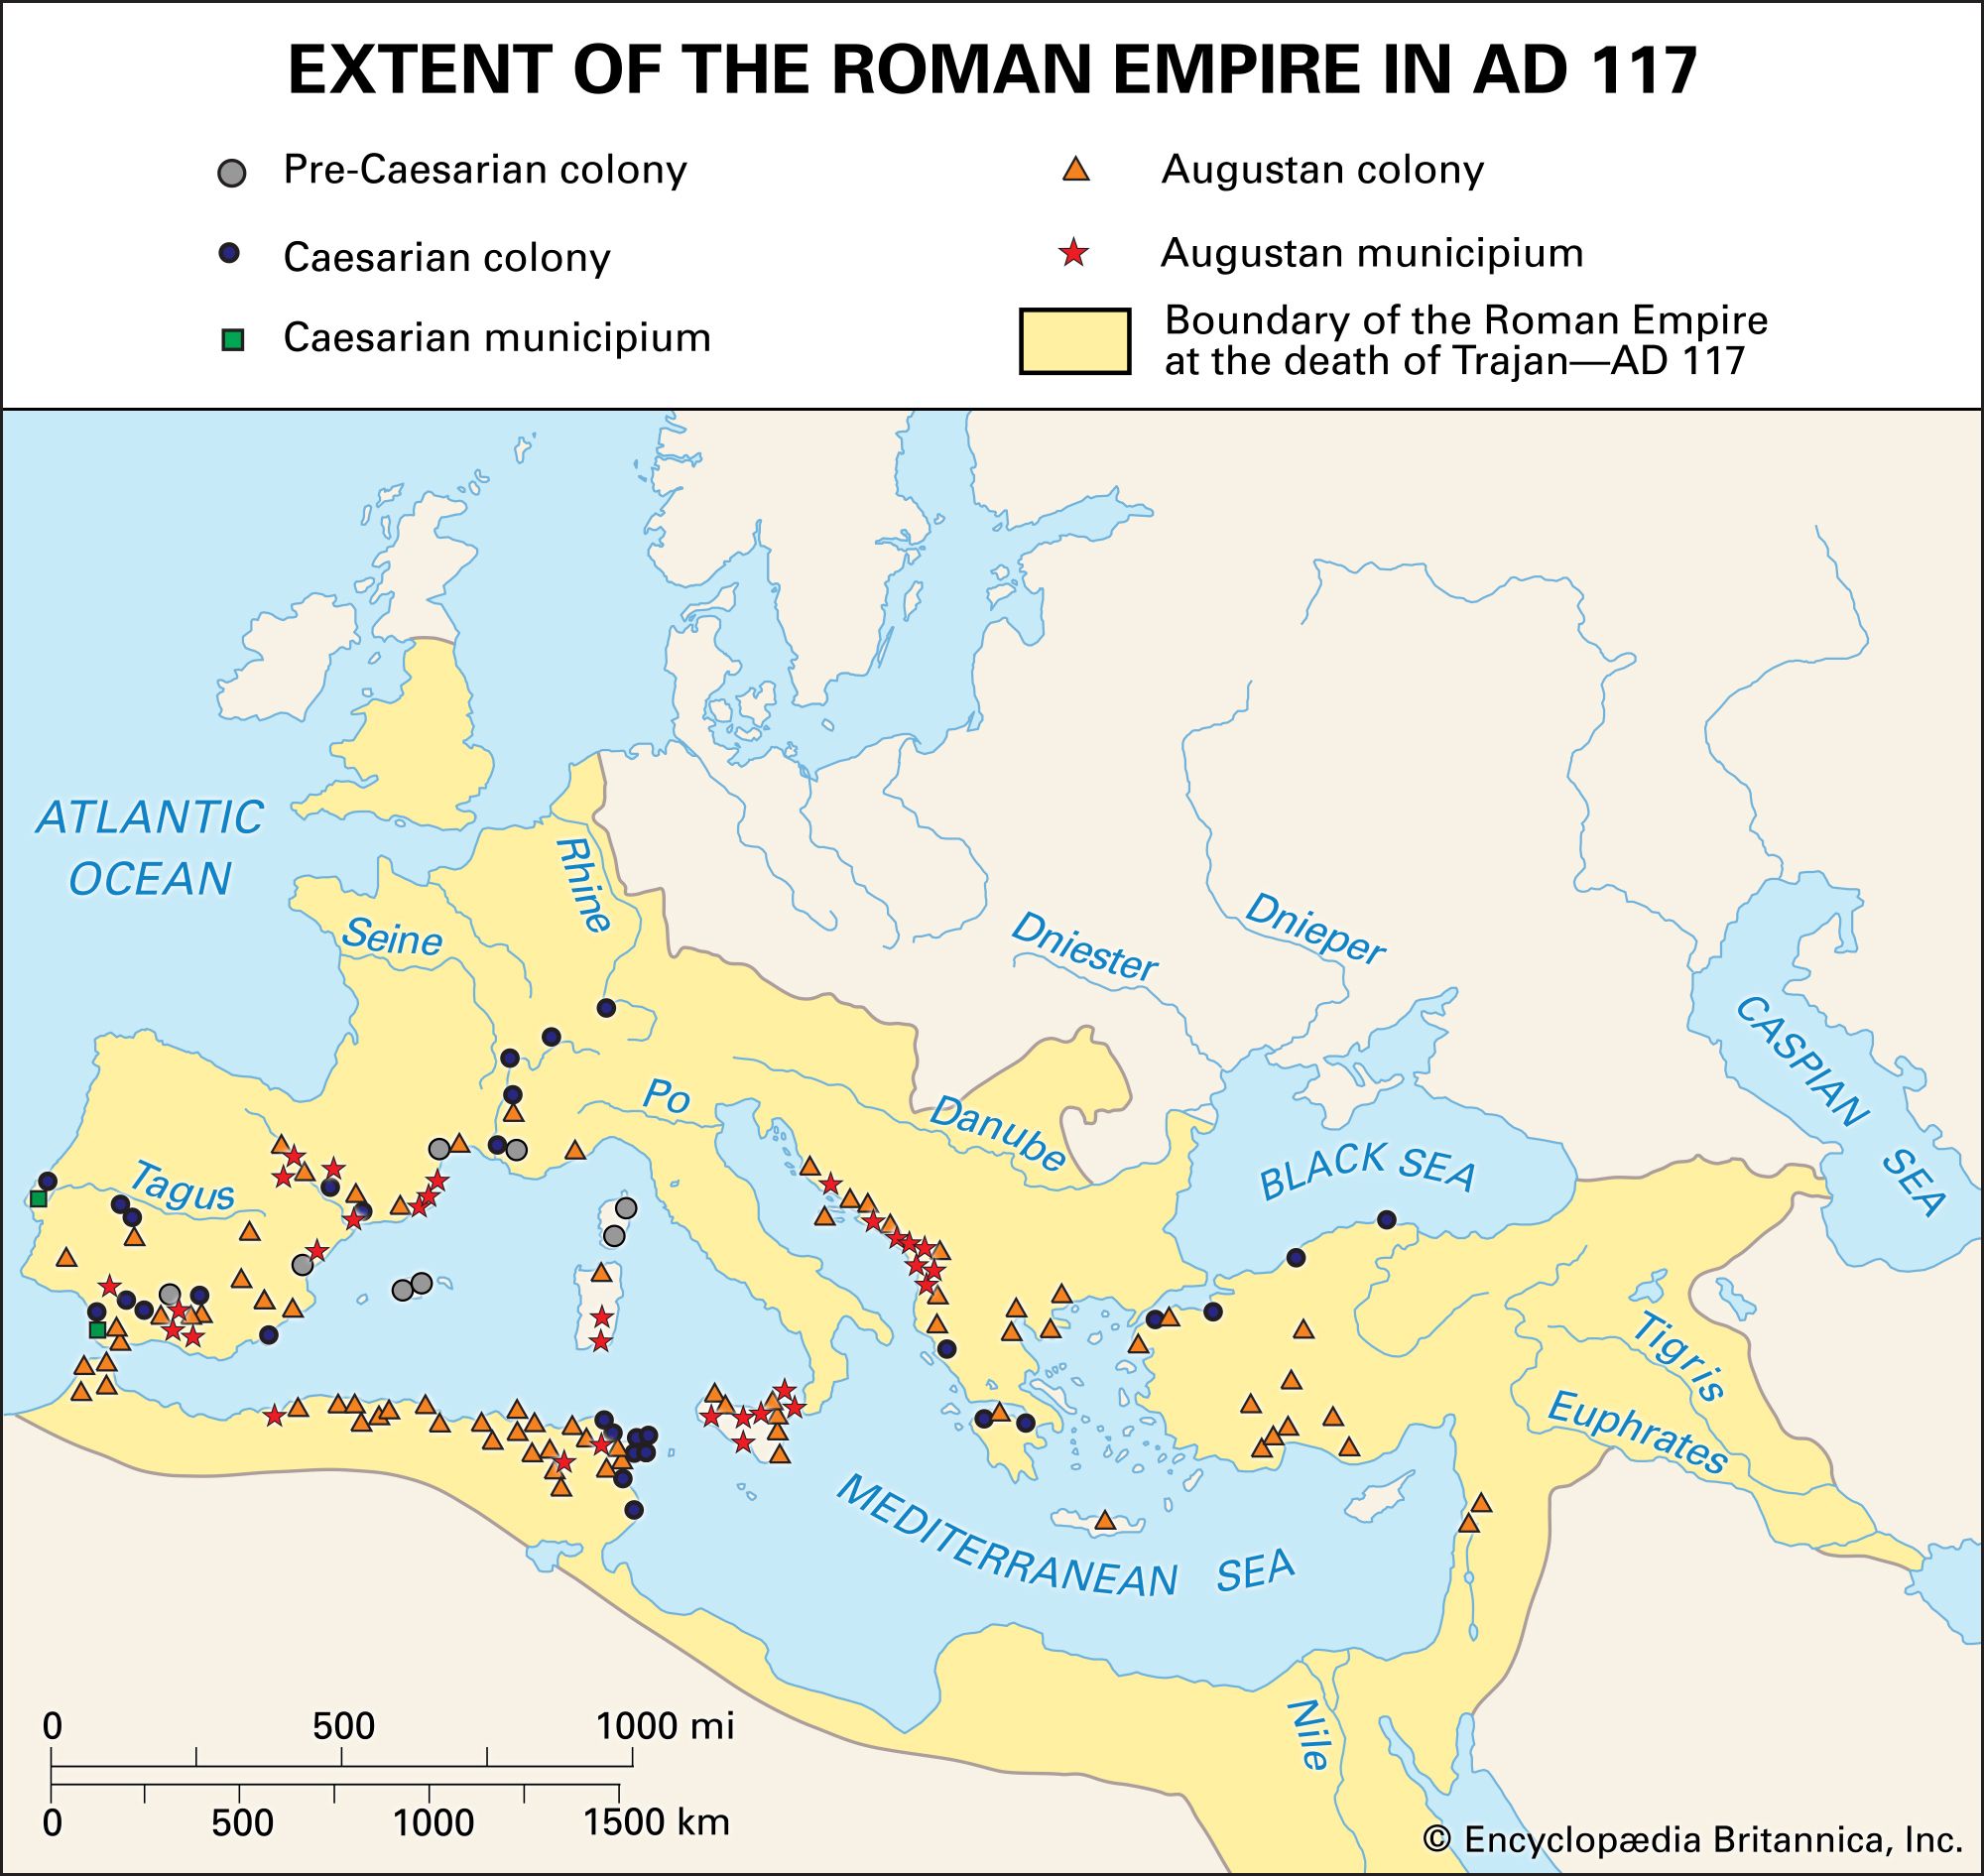 EXTENT OF THE ROMAN EMPIRE IN AD 117
Pre-Caesarian colony
Caesarian colony
Caesarian municipium
Augustan colony
Augustan municipium
Boundary of the Roman Empire
at the death of Trajan—AD 117
ATLANTIC
OCEAN
Rhine
Seine
Dniester
Dnieper
CASPIAN SEA
Po
Danube
BLACK SEA
Tagus
Tigris
Euphrates
MEDITERRANEAN SEA
Nile
0 500 1000 mi
0 500 1000 1500 km
© Encyclopædia Britannica, Inc.